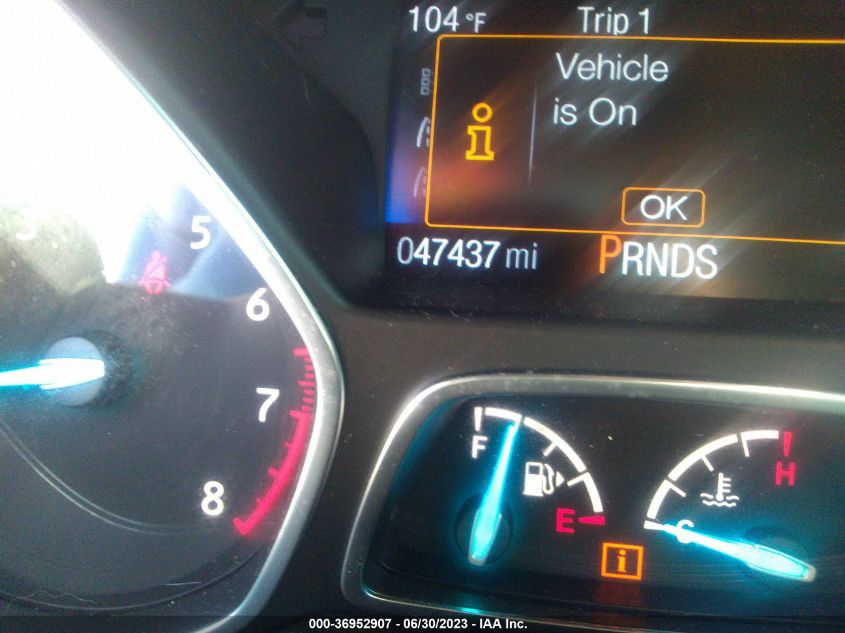 104 °F
Trip 1
Vehicle
is On
OK
047437 mi
PRNDS
5
6
7
8
F
E
C
H
i
000-36952907 - 06/30/2023 - IAA Inc.